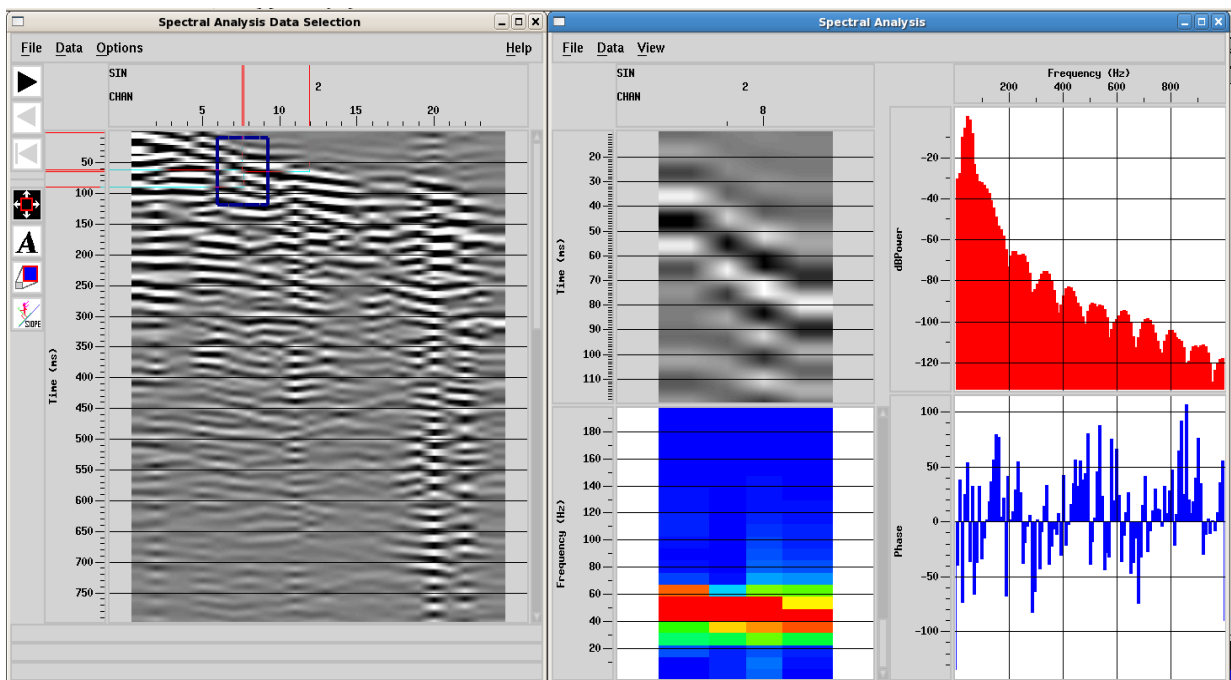 Spectral Analysis Data Selection
File Data Options Help
SIN
2
CHAN
5 10 15 20
50
100
150
200
250
300
350
400
450
500
550
600
650
700
750
Time (ms)
A
SLOPE
Spectral Analysis
File Data View
SIN
2
CHAN
8
20
30
40
50
60
70
80
90
100
110
Time (ms)
180
160
140
120
100
80
60
40
20
Frequency (Hz)
Frequency (Hz)
200 400 600 800
-20
-40
-60
-80
-100
-120
dBPower
100
50
0
-50
-100
Phase